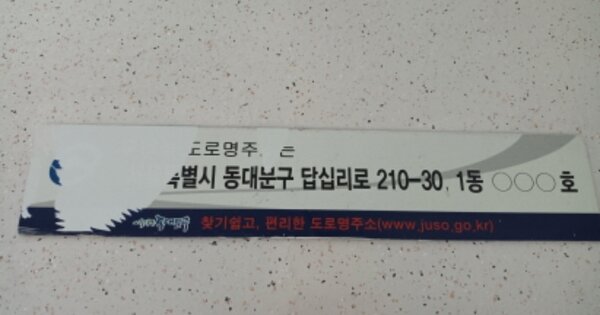 도로명주 는
특별시 동대문구 답십리로 210-30, 1동 ○○○호
찾기쉽고, 편리한 도로명주소(www.juso.go.kr)